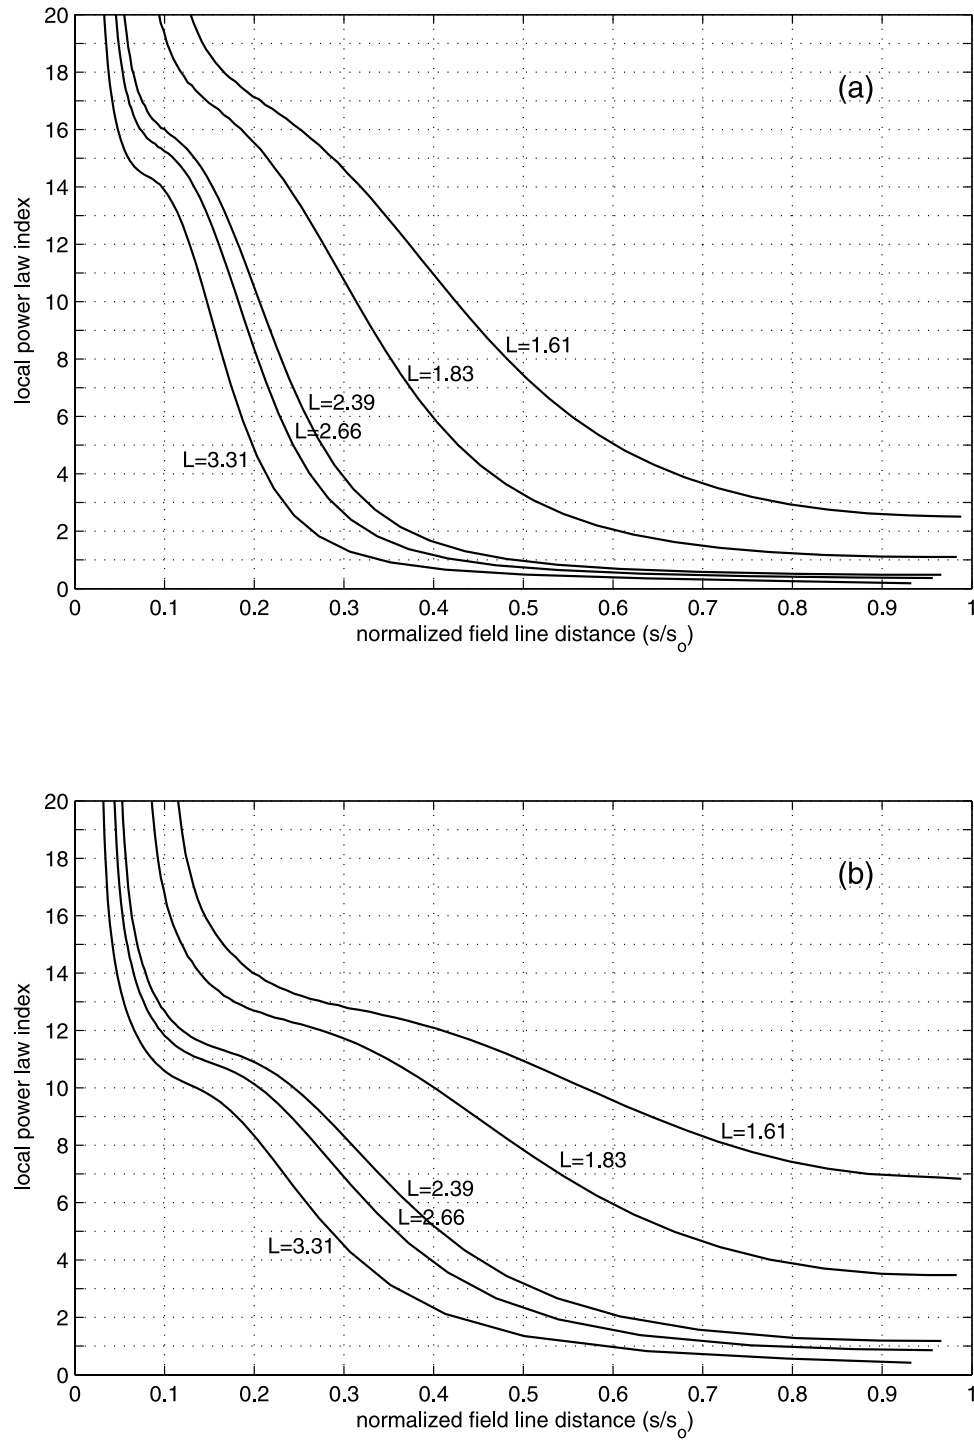 20
18
16
14
12
10
8
6
4
2
0
local power law index
(a)
L=1.61
L=1.83
L=2.39
L=2.66
L=3.31
0 0.1 0.2 0.3 0.4 0.5 0.6 0.7 0.8 0.9 1
normalized field line distance (s/so)
20
18
16
14
12
10
8
6
4
2
0
local power law index
(b)
L=1.61
L=1.83
L=2.39
L=2.66
L=3.31
0 0.1 0.2 0.3 0.4 0.5 0.6 0.7 0.8 0.9 1
normalized field line distance (s/so)